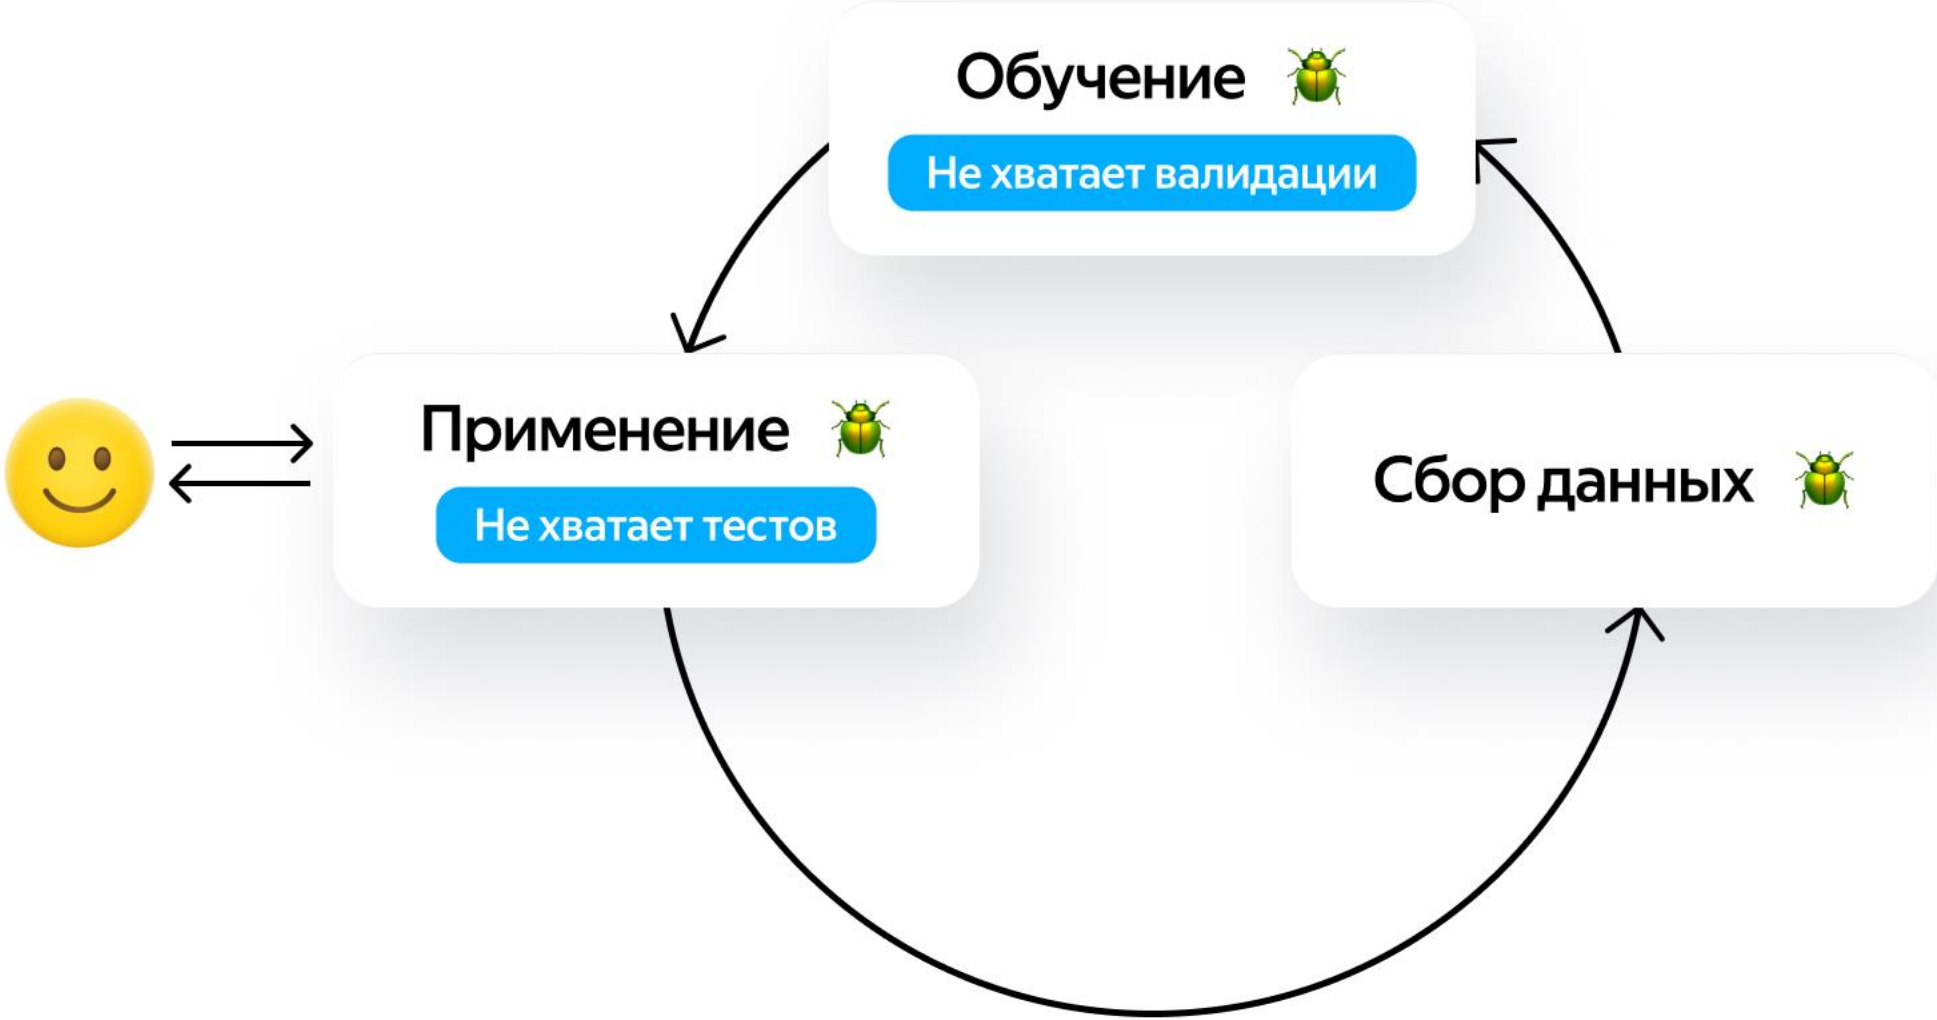 Обучение
Не хватает валидации
Применение
Не хватает тестов
Сбор данных